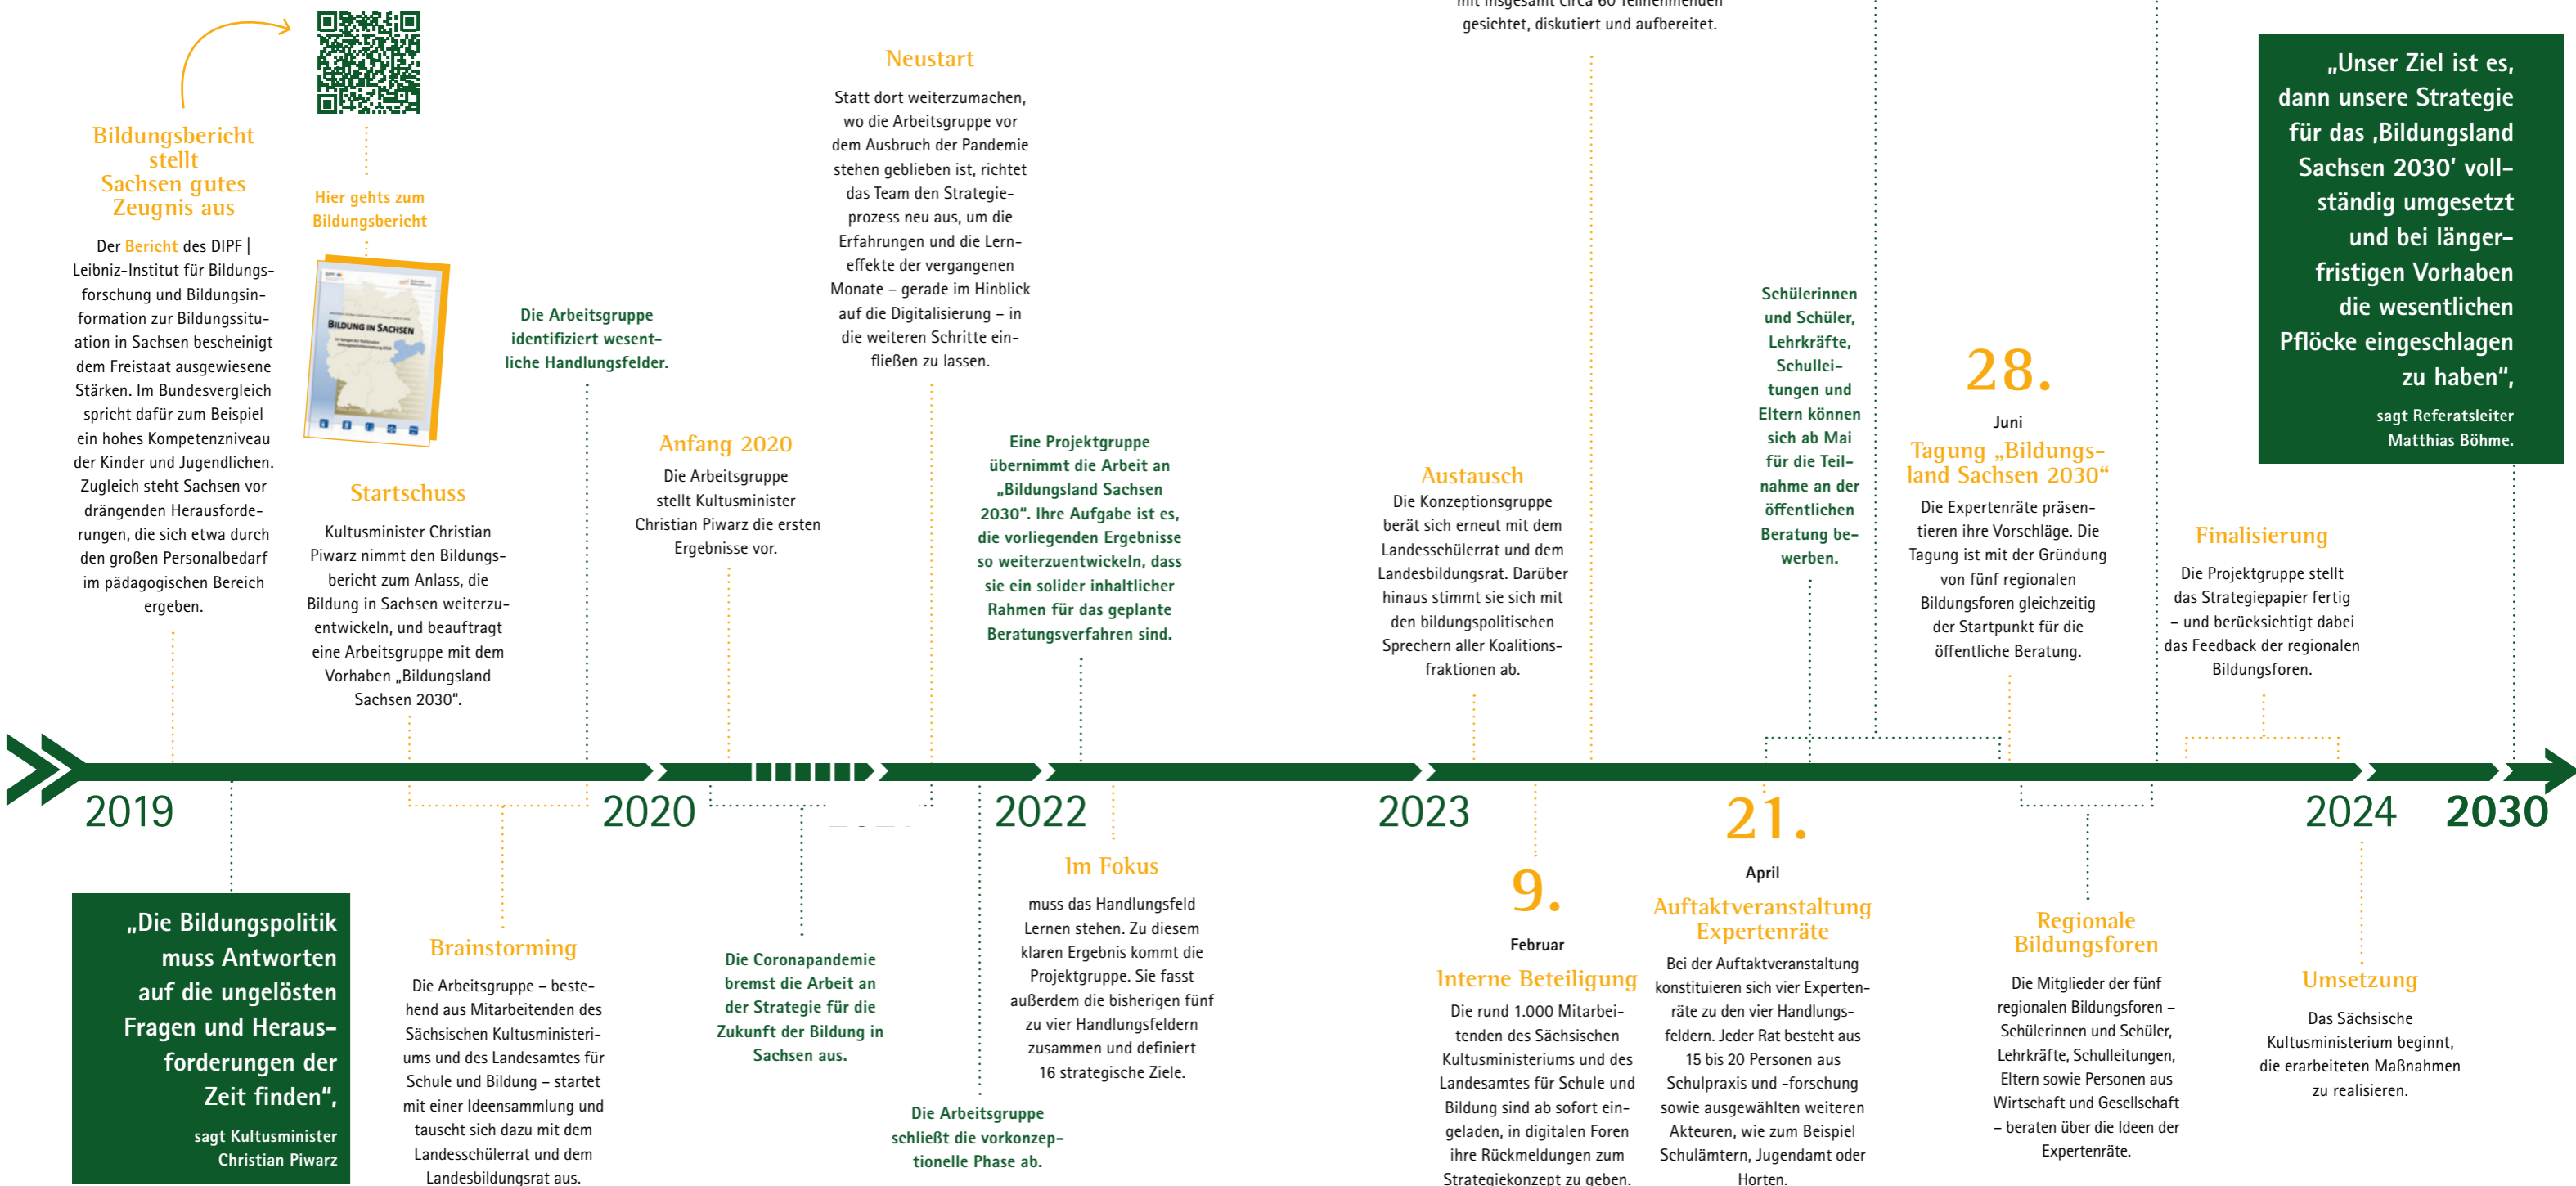 mit insgesamt circa 60 Teilnehmenden
gesichtet, diskutiert und aufbereitet.
Bildungsbericht
stellt
Sachsen gutes
Zeugnis aus
Der Bericht des DIPF |
Leibniz-Institut für Bildungs-
forschung und Bildungsin-
formation zur Bildungssitu-
ation in Sachsen bescheinigt
dem Freistaat ausgewiesene
Stärken. Im Bundesvergleich
spricht dafür zum Beispiel
ein hohes Kompetenzniveau
der Kinder und Jugendlichen.
Zugleich steht Sachsen vor
drängenden Herausforde-
rungen, die sich etwa durch
den großen Personalbedarf
im pädagogischen Bereich
ergeben.
Hier gehts zum
Bildungsbericht
BILDUNG IN SACHSEN
Startschuss
Kultusminister Christian
Piwarz nimmt den Bildungs-
bericht zum Anlass, die
Bildung in Sachsen weiterzu-
entwickeln, und beauftragt
eine Arbeitsgruppe mit dem
Vorhaben „Bildungsland
Sachsen 2030“.
Die Arbeitsgruppe
identifiziert wesent-
liche Handlungsfelder.
Anfang 2020
Die Arbeitsgruppe
stellt Kultusminister
Christian Piwarz die ersten
Ergebnisse vor.
Neustart
Statt dort weiterzumachen,
wo die Arbeitsgruppe vor
dem Ausbruch der Pandemie
stehen geblieben ist, richtet
das Team den Strategie-
prozess neu aus, um die
Erfahrungen und die Lern-
effekte der vergangenen
Monate – gerade im Hinblick
auf die Digitalisierung – in
die weiteren Schritte ein-
fließen zu lassen.
Eine Projektgruppe
übernimmt die Arbeit an
„Bildungsland Sachsen
2030“. Ihre Aufgabe ist es,
die vorliegenden Ergebnisse
so weiterzuentwickeln, dass
sie ein solider inhaltlicher
Rahmen für das geplante
Beratungsverfahren sind.
Austausch
Die Konzeptionsgruppe
berät sich erneut mit dem
Landesschülerrat und dem
Landesbildungsrat. Darüber
hinaus stimmt sie sich mit
den bildungspolitischen
Sprechern aller Koalitions-
fraktionen ab.
Schülerinnen
und Schüler,
Lehrkräfte,
Schullei-
tungen und
Eltern können
sich ab Mai
für die Teil-
nahme an der
öffentlichen
Beratung be-
werben.
28.
Juni
Tagung „Bildungs-
land Sachsen 2030“
Die Expertenräte präsen-
tieren ihre Vorschläge. Die
Tagung ist mit der Gründung
von fünf regionalen
Bildungsforen gleichzeitig
der Startpunkt für die
öffentliche Beratung.
Finalisierung
Die Projektgruppe stellt
das Strategiepapier fertig
– und berücksichtigt dabei
das Feedback der regionalen
Bildungsforen.
„Unser Ziel ist es,
dann unsere Strategie
für das ‚Bildungsland
Sachsen 2030' voll-
ständig umgesetzt
und bei länger-
fristigen Vorhaben
die wesentlichen
Pflöcke eingeschlagen
zu haben“,
sagt Referatsleiter
Matthias Böhme.
2019
2020
2022
2023
2024
2030
„Die Bildungspolitik
muss Antworten
auf die ungelösten
Fragen und Heraus-
forderungen der
Zeit finden“,
sagt Kultusminister
Christian Piwarz
Brainstorming
Die Arbeitsgruppe – beste-
hend aus Mitarbeitenden des
Sächsischen Kultusministeri-
ums und des Landesamtes für
Schule und Bildung – startet
mit einer Ideensammlung und
tauscht sich dazu mit dem
Landesschülerrat und dem
Landesbildungsrat aus.
Die Coronapandemie
bremst die Arbeit an
der Strategie für die
Zukunft der Bildung in
Sachsen aus.
Die Arbeitsgruppe
schließt die vorkonzep-
tionelle Phase ab.
Im Fokus
muss das Handlungsfeld
Lernen stehen. Zu diesem
klaren Ergebnis kommt die
Projektgruppe. Sie fasst
außerdem die bisherigen fünf
zu vier Handlungsfeldern
zusammen und definiert
16 strategische Ziele.
9.
Februar
Interne Beteiligung
Die rund 1.000 Mitarbei-
tenden des Sächsischen
Kultusministeriums und des
Landesamtes für Schule und
Bildung sind ab sofort ein-
geladen, in digitalen Foren
ihre Rückmeldungen zum
Strategiekonzept zu geben.
21.
April
Auftaktveranstaltung
Expertenräte
Bei der Auftaktveranstaltung
konstituieren sich vier Experten-
räte zu den vier Handlungs-
feldern. Jeder Rat besteht aus
15 bis 20 Personen aus
Schulpraxis und -forschung
sowie ausgewählten weiteren
Akteuren, wie zum Beispiel
Schulämtern, Jugendamt oder
Horten.
Regionale
Bildungsforen
Die Mitglieder der fünf
regionalen Bildungsforen –
Schülerinnen und Schüler,
Lehrkräfte, Schulleitungen,
Eltern sowie Personen aus
Wirtschaft und Gesellschaft
– beraten über die Ideen der
Expertenräte.
Umsetzung
Das Sächsische
Kultusministerium beginnt,
die erarbeiteten Maßnahmen
zu realisieren.